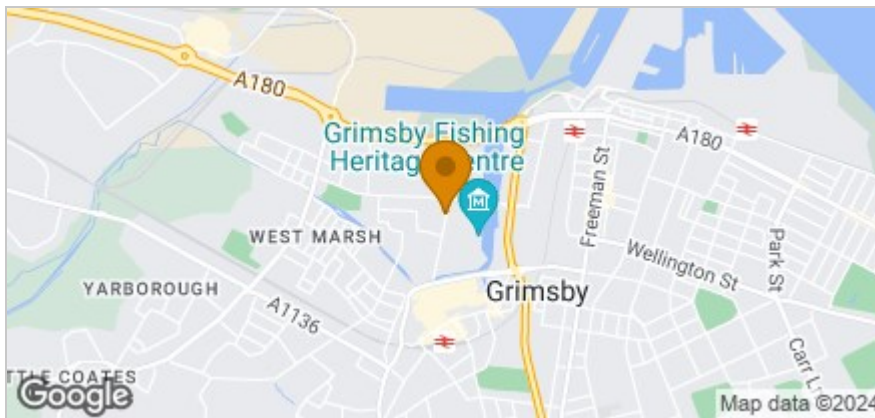 A180
Grimsby Fishing
Heritage Centre
A180
Freeman St
WEST MARSH
Wellington St
Park St
YARBOROUGH
Grimsby
A1136
TTLE COATES
Carr L
Google
Map data ©2024